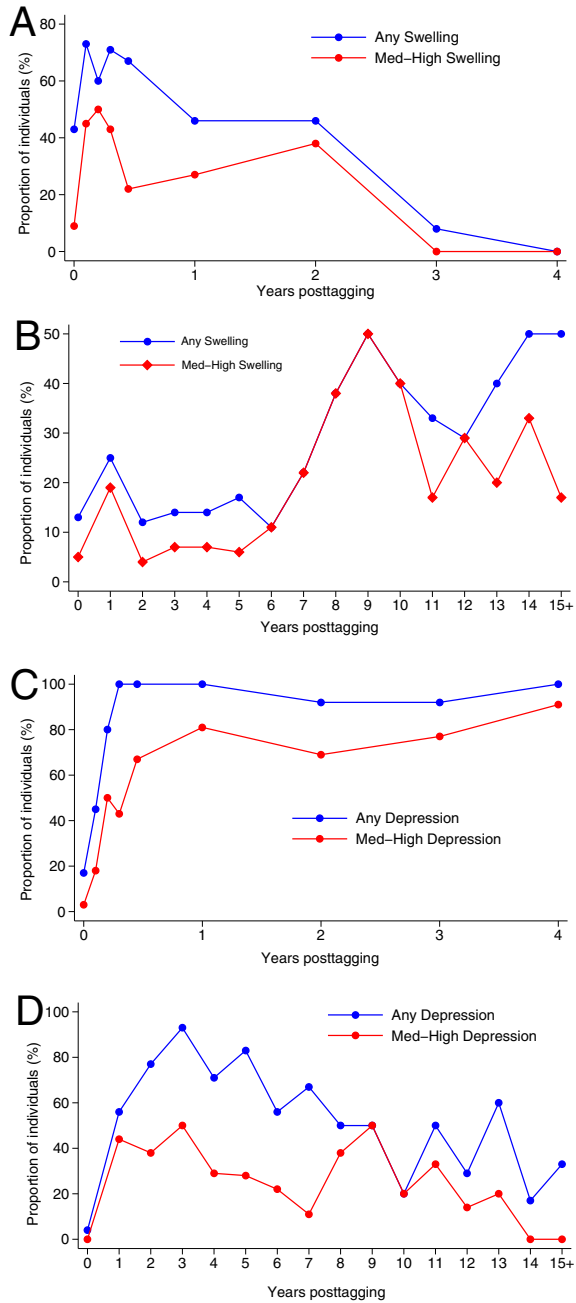 A
Proportion of individuals (%)
80
60
40
20
0
Any Swelling
Med–High Swelling
0 1 2 3 4
Years posttagging
B
Proportion of individuals (%)
50
40
30
20
10
0
Any Swelling
Med–High Swelling
0 1 2 3 4 5 6 7 8 9 10 11 12 13 14 15+
Years posttagging
C
Proportion of individuals (%)
100
80
60
40
20
0
Any Depression
Med–High Depression
0 1 2 3 4
Years posttagging
D
Proportion of individuals (%)
100
80
60
40
20
0
Any Depression
Med–High Depression
0 1 2 3 4 5 6 7 8 9 10 11 12 13 14 15+
Years posttagging